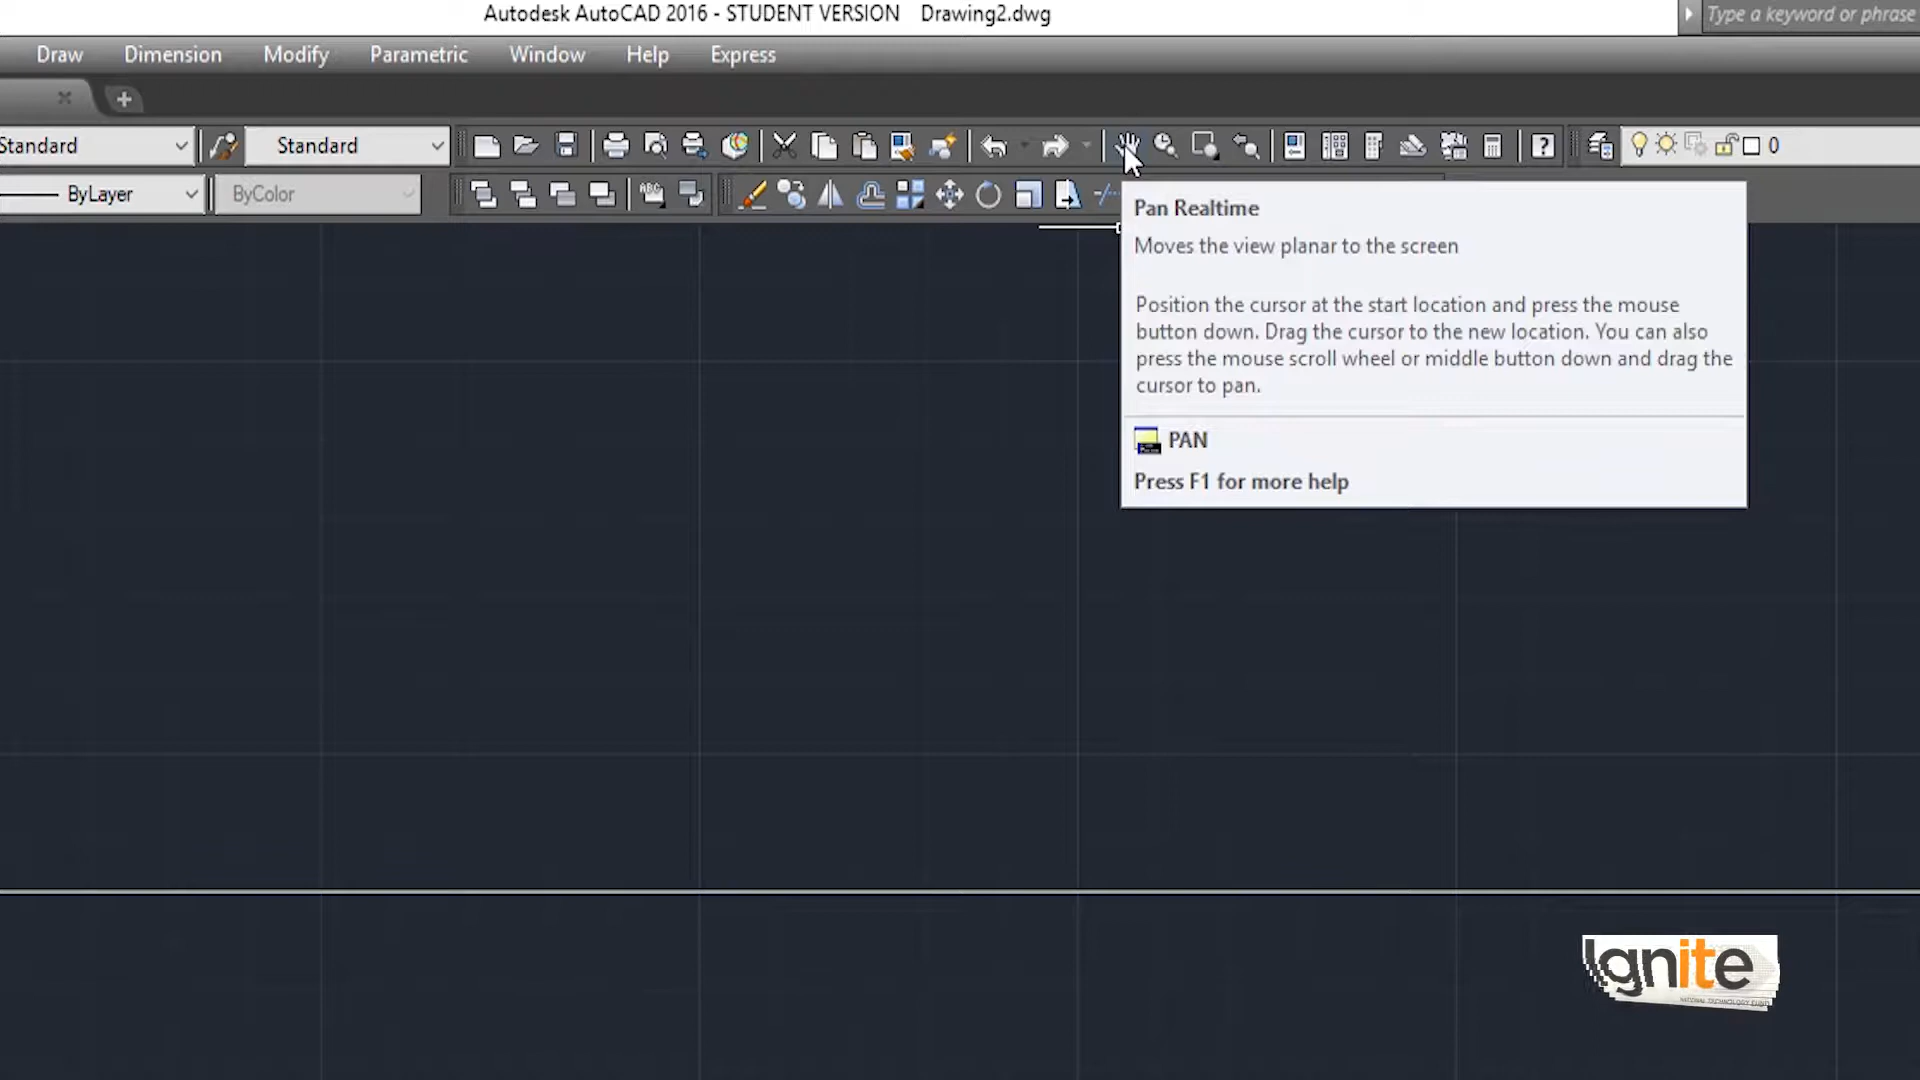 Autodesk AutoCAD 2016 - STUDENT VERSION Drawing2.dwg
Type a keyword or phrase
Draw Dimension Modify Parametric Window Help Express
Standard Standard
0
ByLayer ByColor
ABC
Pan Realtime
Moves the view planar to the screen
Position the cursor at the start location and press the mouse
button down. Drag the cursor to the new location. You can also
press the mouse scroll wheel or middle button down and drag the
cursor to pan.
PAN
Press F1 for more help
Ignite
NATIONAL TECHNOLOGY FUND